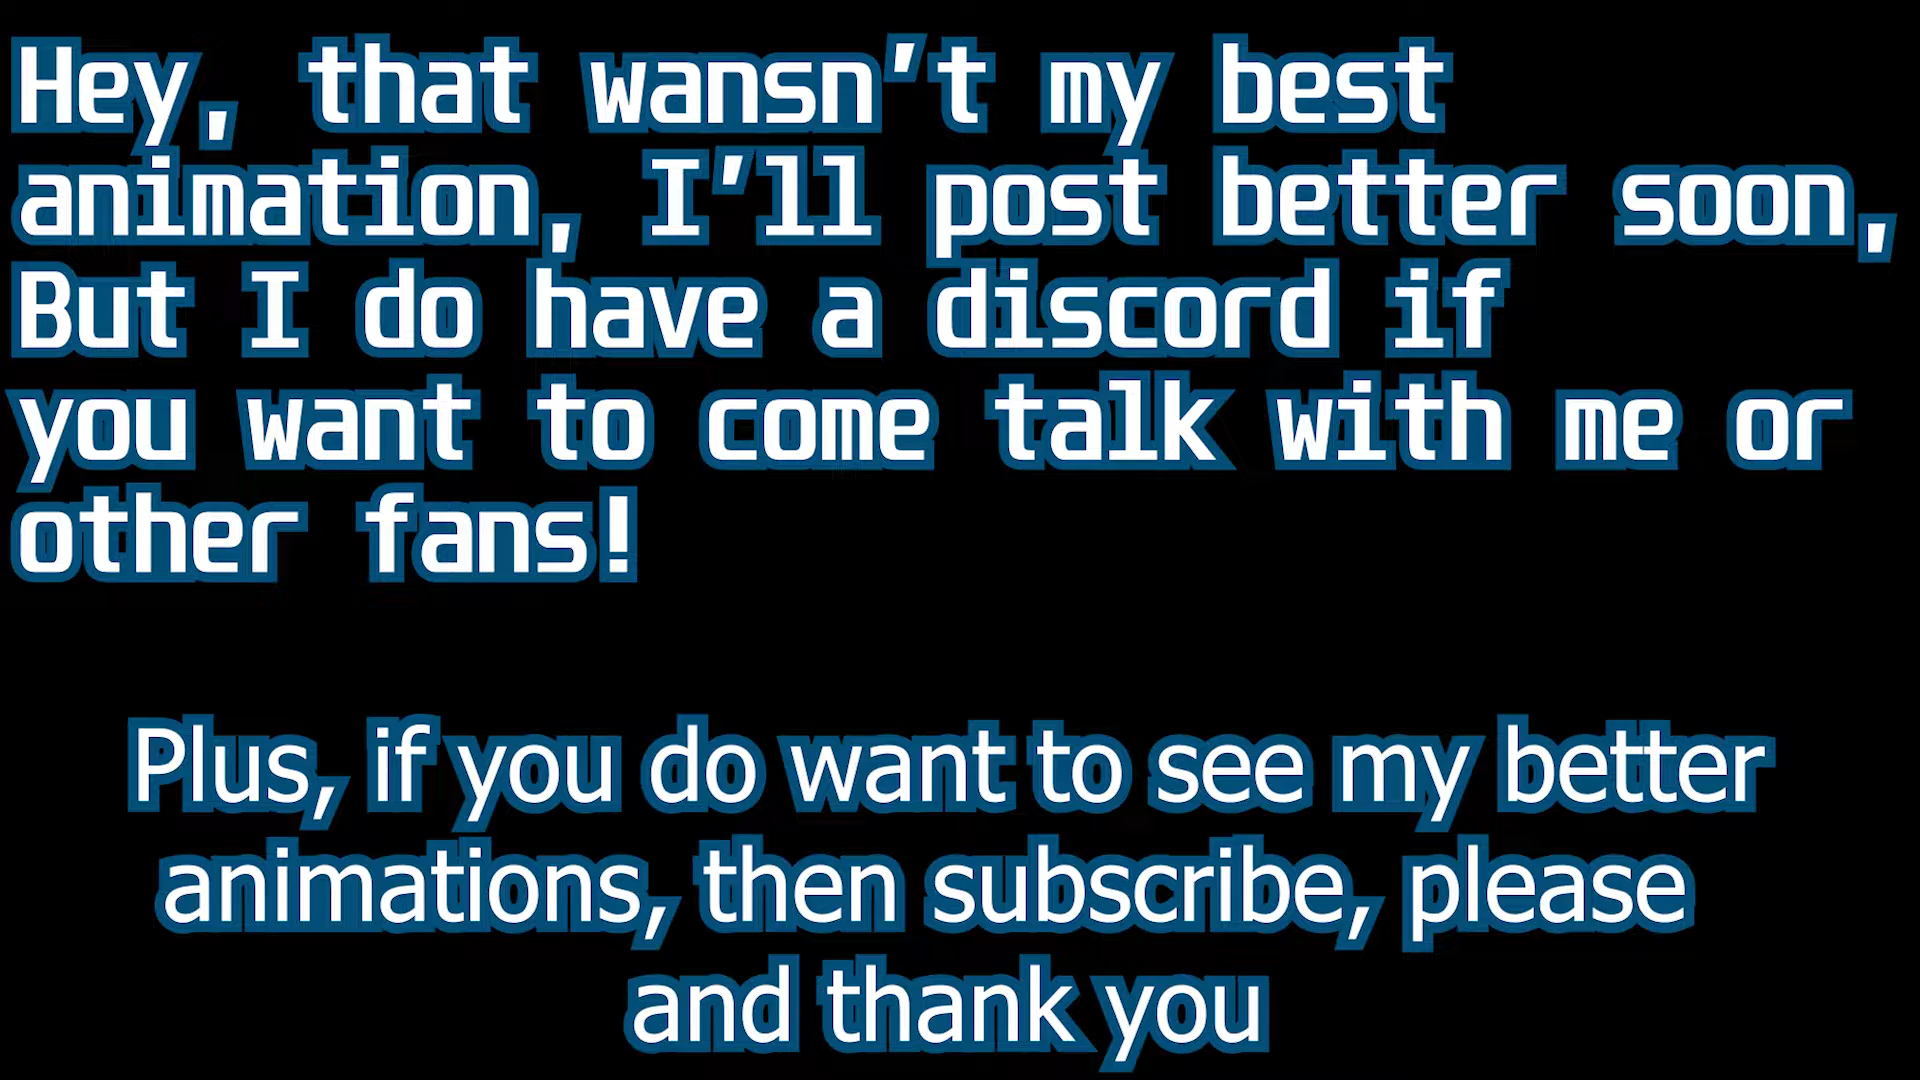 Hey, that wansn’t my best
animation, I’ll post better soon,
But I do have a discord if
you want to come talk with me or
other fans!
Plus, if you do want to see my better
animations, then subscribe, please
and thank you